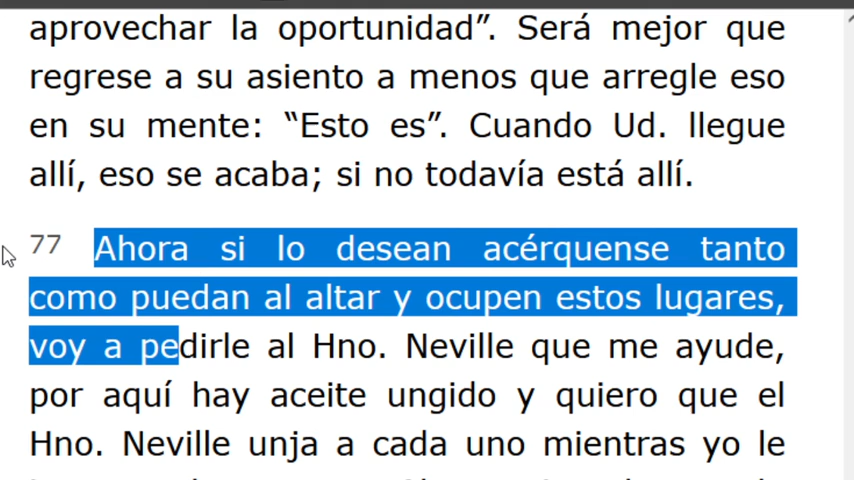 aprovechar la oportunidad”. Será mejor que
regrese a su asiento a menos que arregle eso
en su mente: “Esto es”. Cuando Ud. llegue
allí, eso se acaba; si no todavía está allí.
77 Ahora si lo desean acérquense tanto
como puedan al altar y ocupen estos lugares,
voy a pedirle al Hno. Neville que me ayude,
por aquí hay aceite ungido y quiero que el
Hno. Neville unja a cada uno mientras yo le